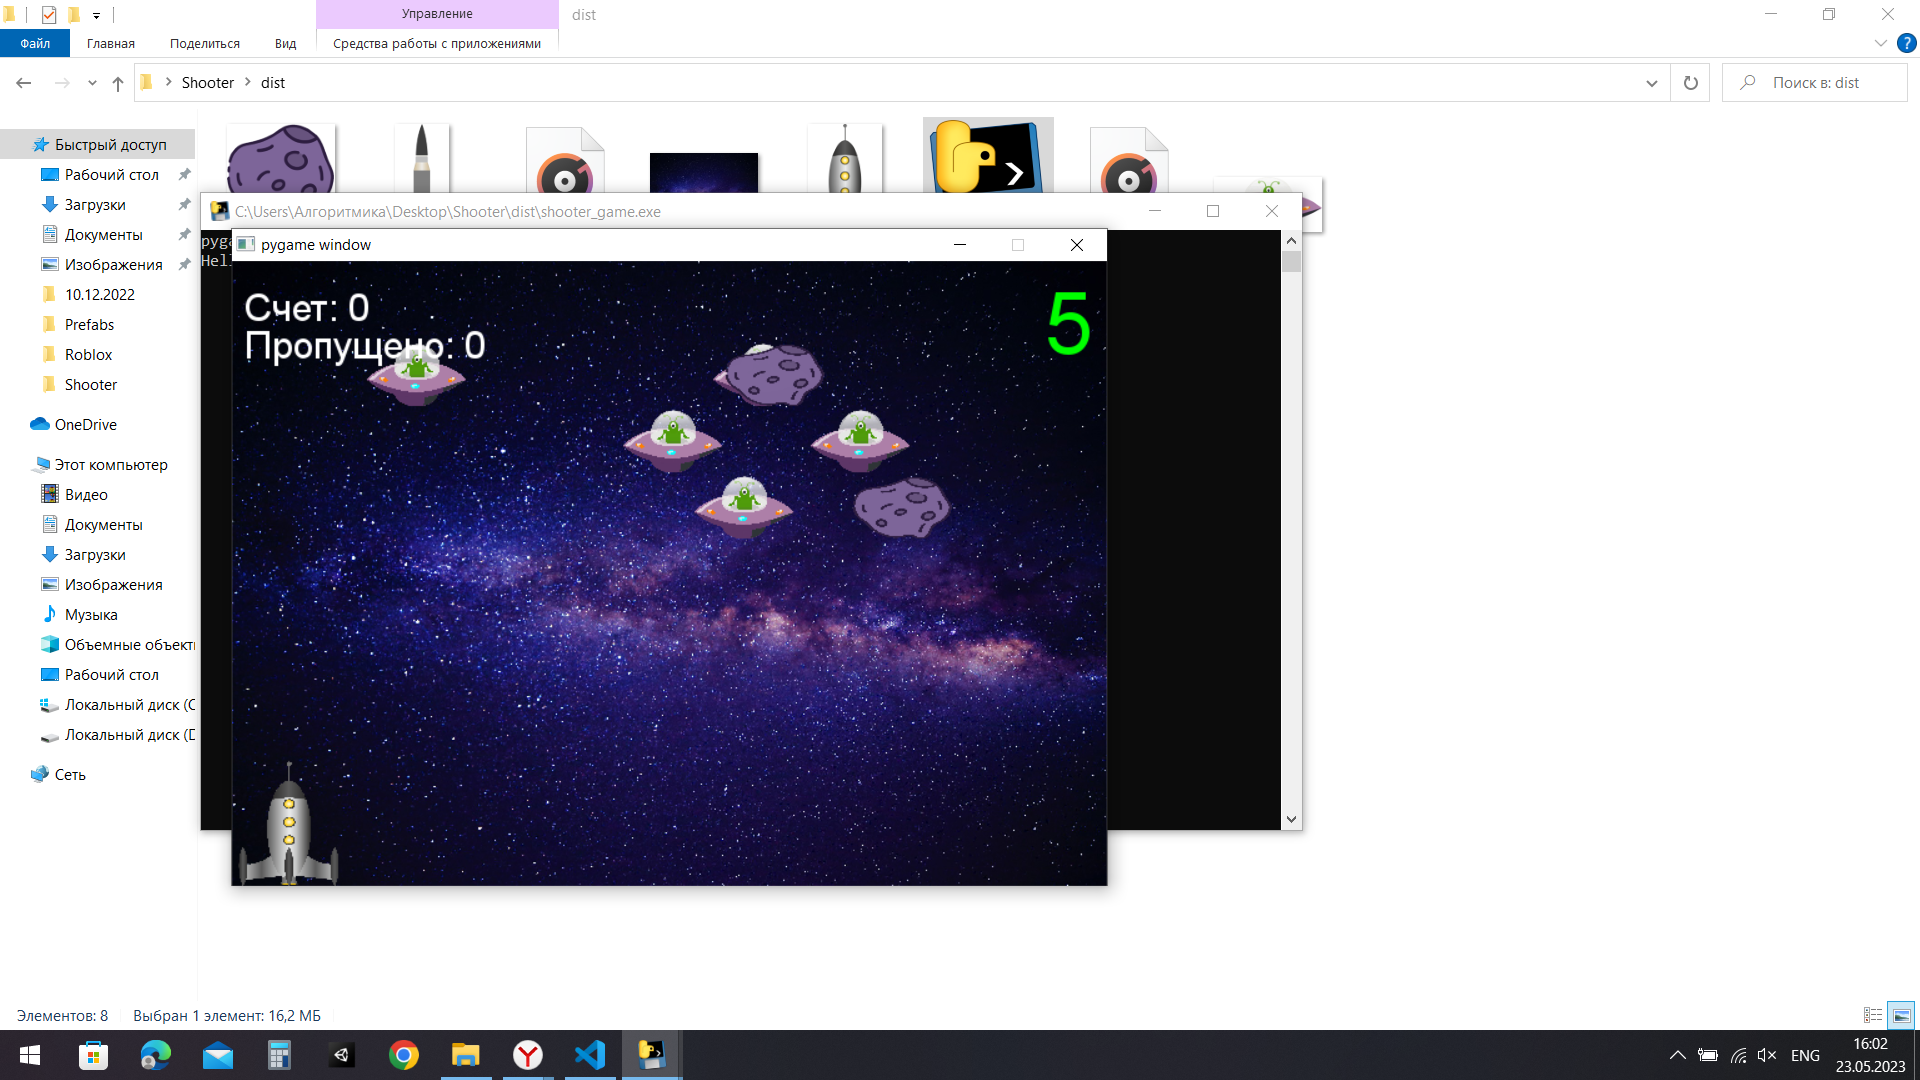 Управление
dist
Файл
Главная
Поделиться
Вид
Средства работы с приложениями
Shooter
dist
Поиск в: dist
Быстрый доступ
Рабочий стол
Загрузки
Документы
Изображения
10.12.2022
Prefabs
Roblox
Shooter
OneDrive
Этот компьютер
Видео
Документы
Загрузки
Изображения
Музыка
Объемные объект
Рабочий стол
Локальный диск (C
Локальный диск (D
Сеть
C:\Users\Алгоритмика\Desktop\Shooter\dist\shooter_game.exe
pyga
Hell
pygame window
Счет: 0
Пропущено: 0
5
Элементов: 8
Выбран 1 элемент: 16,2 МБ
ENG
16:02
23.05.2023